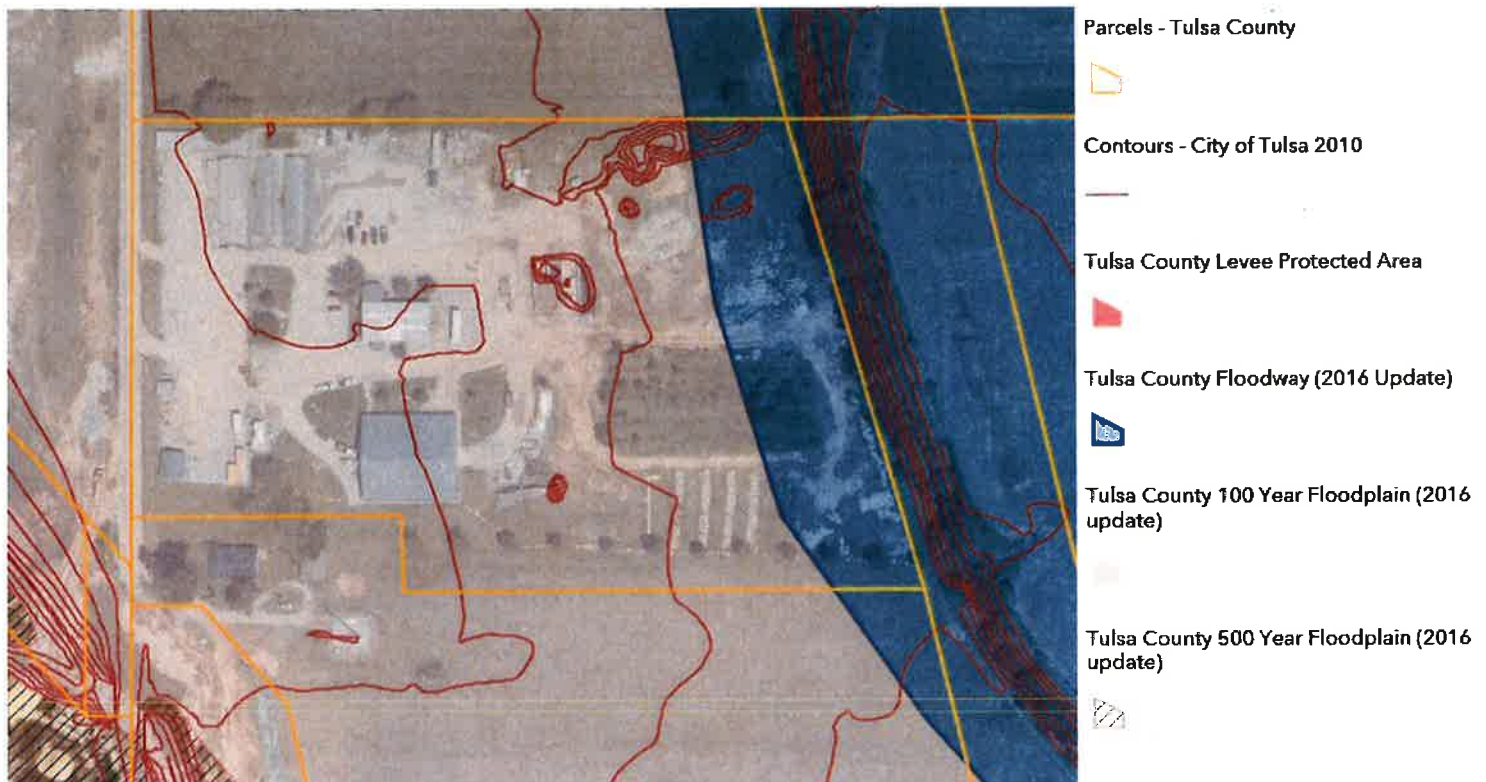 Parcels - Tulsa County
Contours - City of Tulsa 2010
Tulsa County Levee Protected Area
Tulsa County Floodway (2016 Update)
Tulsa County 100 Year Floodplain (2016
update)
Tulsa County 500 Year Floodplain (2016
update)